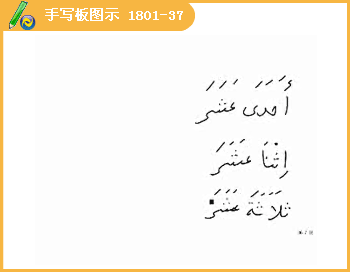 手写板图示 1801-37
أَحَدَىَ عَشَرَ
اِثْنَا عَشَرَ
ثَلَاثَةَ عَشَرَ